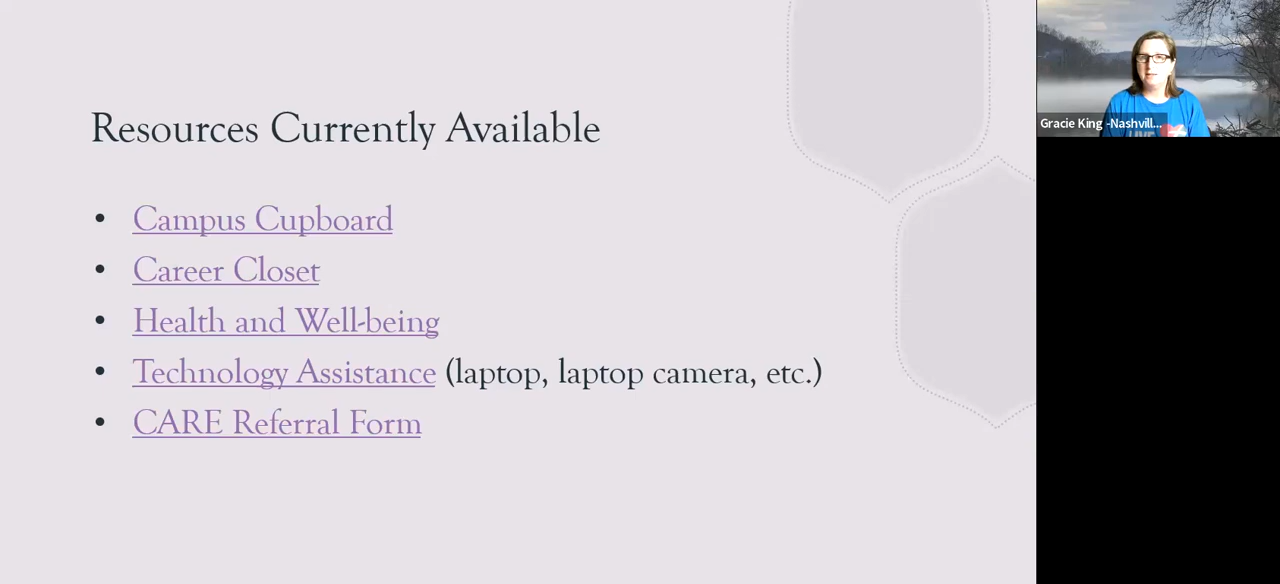 Resources Currently Available
• Campus Cupboard
• Career Closet
• Health and Well-being
• Technology Assistance (laptop, laptop camera, etc.)
• CARE Referral Form
Gracie King -Nashvill...
LIVE